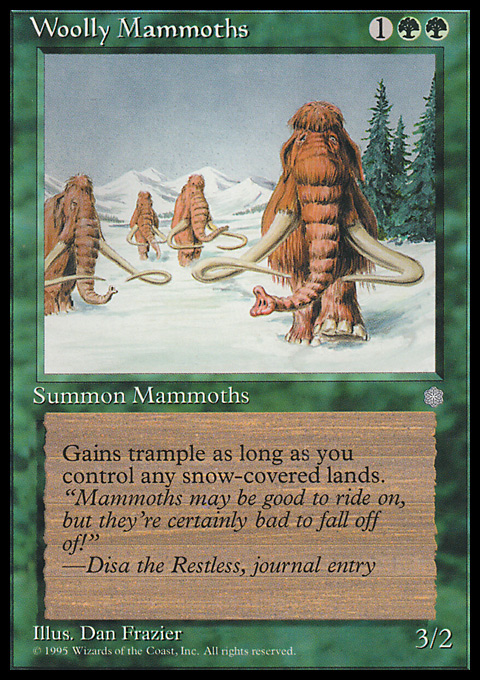 Woolly Mammoths 1
Summon Mammoths
Gains trample as long as you
control any snow-covered lands.
“Mammoths may be good to ride on,
but they’re certainly bad to fall off
of!”
—Disa the Restless, journal entry
Illus. Dan Frazier
3/2
© 1995 Wizards of the Coast, Inc. All rights reserved.